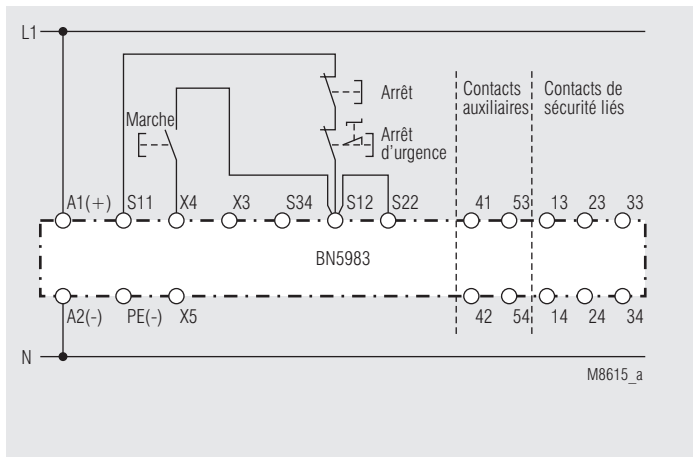 L1
Arrêt
Marche
Arrêt
d'urgence
Contacts
auxiliaires
Contacts de
sécurité liés
A1(+) S11 X4 X3 S34 S12 S22 41 53 13 23 33
BN5983
A2(-) PE(-) X5 42 54 14 24 34
N
M8615_a